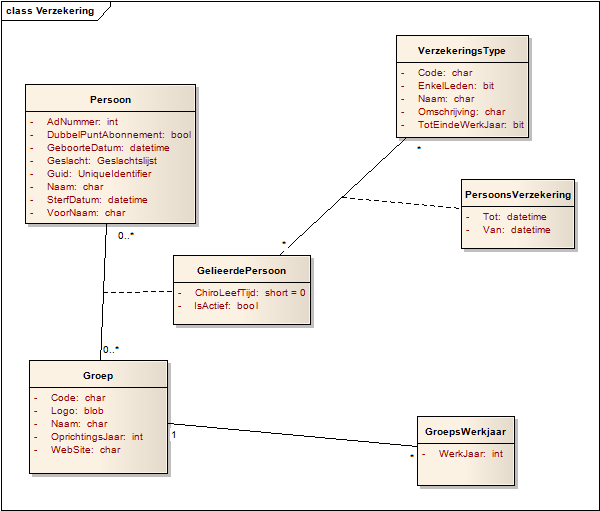 class Verzekering
VerzekeringsType
- Code: char
- EnkelLeden: bit
- Naam: char
- Omschrijving: char
- TotEindeWerkJaar: bit
*
Persoon
- AdNummer: int
- DubbelPuntAbonnement: bool
- GeboorteDatum: datetime
- Geslacht: Geslachtslijst
- Guid: UniqueIdentifier
- Naam: char
- SterfDatum: datetime
- VoorNaam: char
0..*
PersoonsVerzekering
- Tot: datetime
- Van: datetime
*
GelieerdePersoon
- ChiroLeefTijd: short = 0
- IsActief: bool
0..*
Groep
- Code: char
- Logo: blob
- Naam: char
- OprichtingsJaar: int
- WebSite: char
1
*
GroepsWerkjaar
- WerkJaar: int